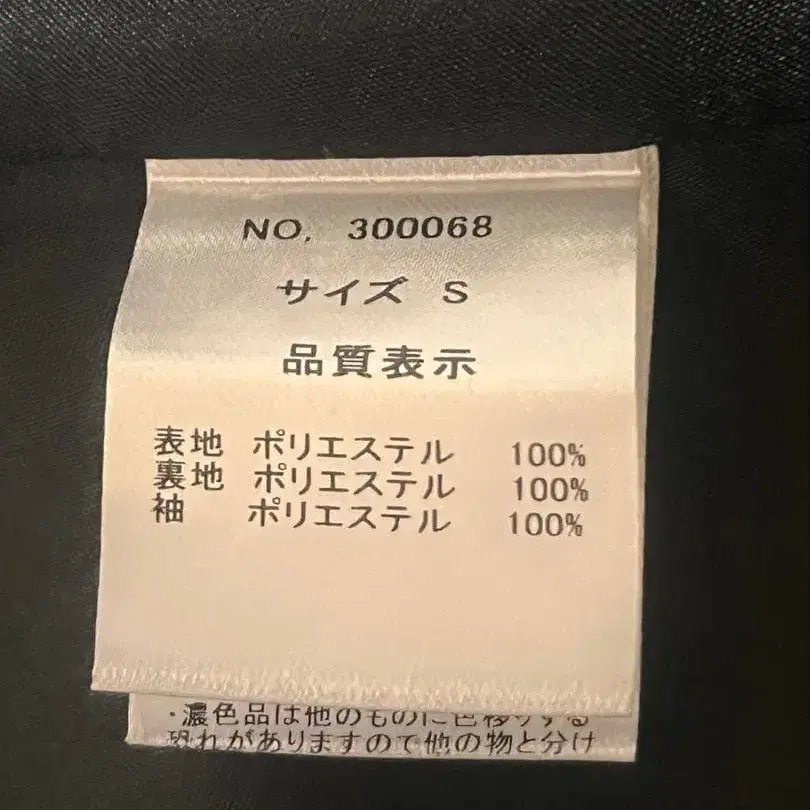 NO. 300068
サイズ S
品質表示
表地 ポリエステル 100%
裏地 ポリエステル 100%
袖 ポリエステル 100%
・濃色品は他のものに色移りする
恐れがありますので他の物と分け